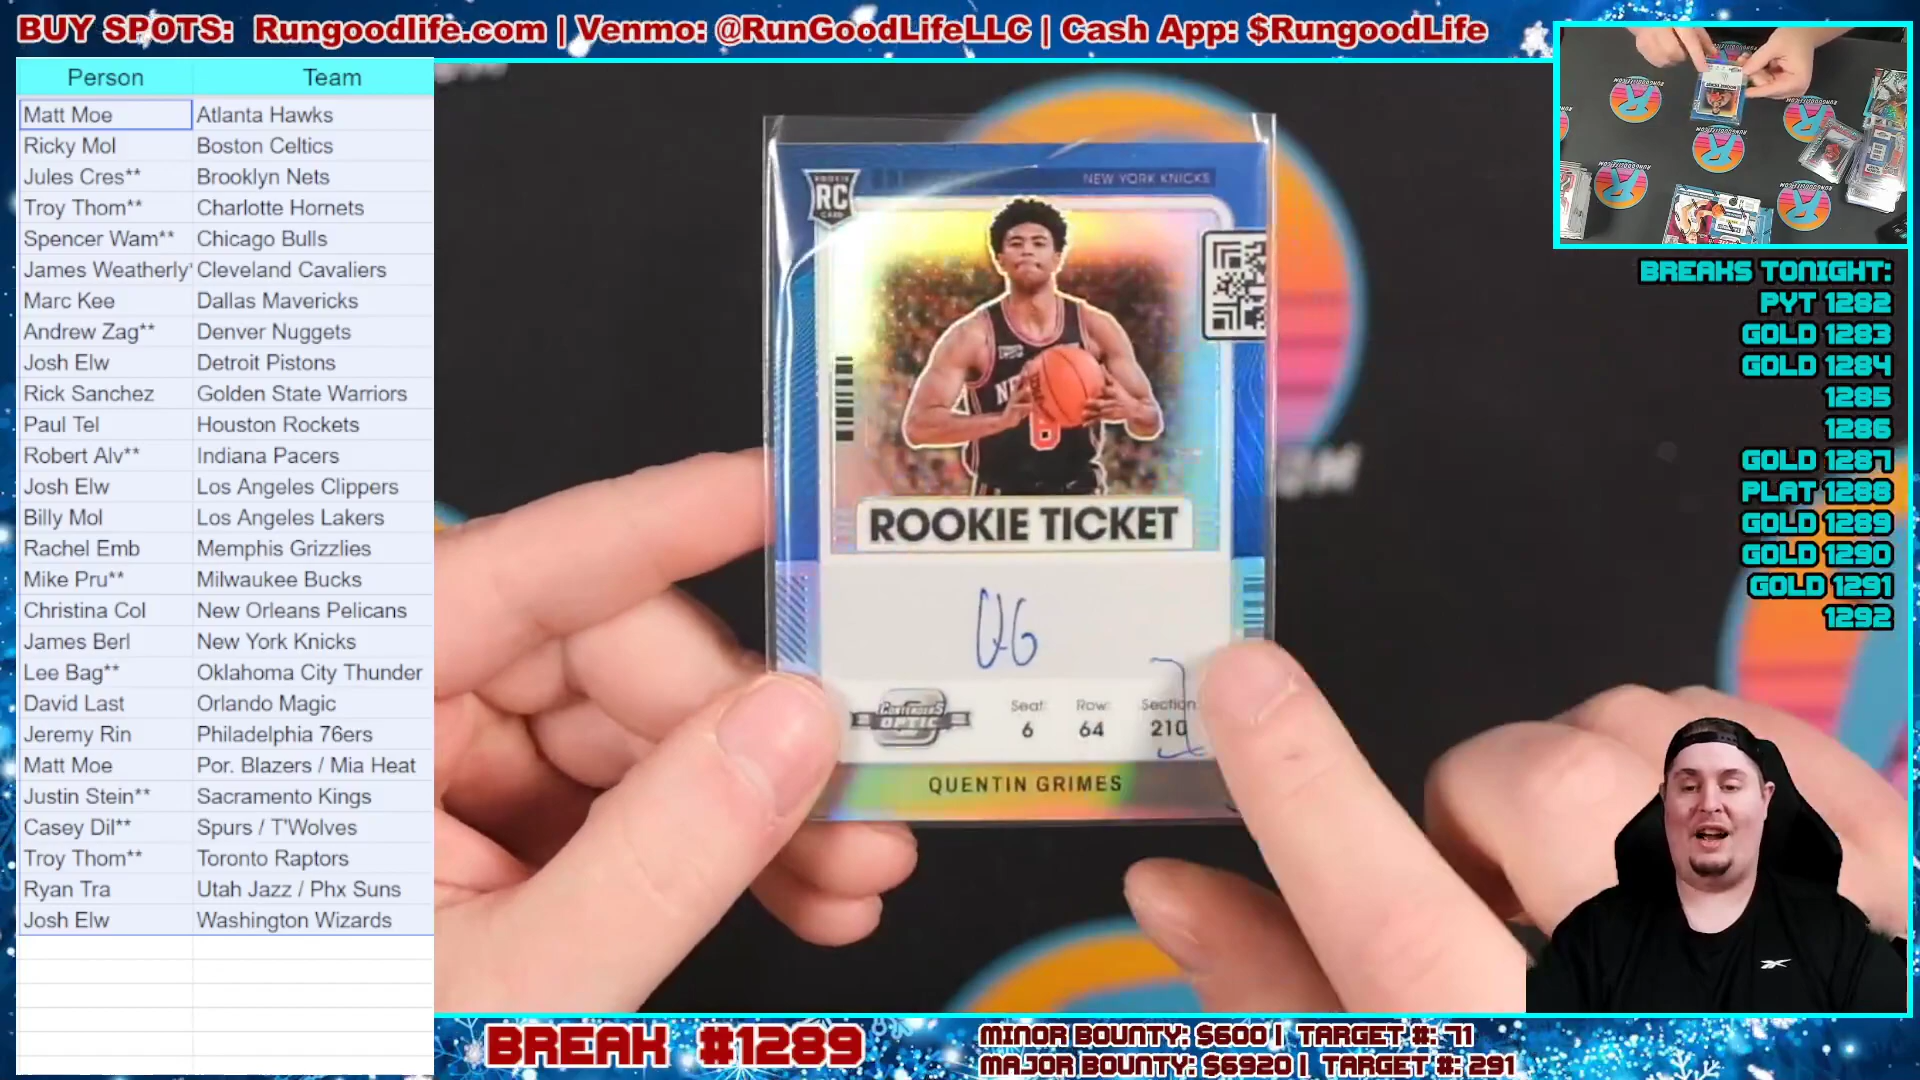 BUY SPOTS: Rungoodlife.com | Venmo: @RunGoodLifeLLC | Cash App: $RungoodLife
Person Team
Matt Moe Atlanta Hawks
Ricky Mol Boston Celtics
Jules Cres** Brooklyn Nets
Troy Thom** Charlotte Hornets
Spencer Wam** Chicago Bulls
James Weatherly* Cleveland Cavaliers
Marc Kee Dallas Mavericks
Andrew Zag** Denver Nuggets
Josh Elw Detroit Pistons
Rick Sanchez Golden State Warriors
Paul Tel Houston Rockets
Robert Alv** Indiana Pacers
Josh Elw Los Angeles Clippers
Billy Mol Los Angeles Lakers
Rachel Emb Memphis Grizzlies
Mike Pru** Milwaukee Bucks
Christina Col New Orleans Pelicans
James Berl New York Knicks
Lee Bag** Oklahoma City Thunder
David Last Orlando Magic
Jeremy Rin Philadelphia 76ers
Matt Moe Por. Blazers / Mia Heat
Justin Stein** Sacramento Kings
Casey Dil** Spurs / T'Wolves
Troy Thom** Toronto Raptors
Ryan Tra Utah Jazz / Phx Suns
Josh Elw Washington Wizards
NEW YORK KNICKS
ROOKIE
RC
CARD
ROOKIE TICKET
QG
CONTENDERS
OPTIC
Seat Row Section
6 64 210
QUENTIN GRIMES
BREAKS TONIGHT:
PYT 1282
GOLD 1283
GOLD 1284
1285
1286
GOLD 1287
PLAT 1288
GOLD 1289
GOLD 1290
GOLD 1291
1292
BREAK #1289
MINOR BOUNTY: $600 | TARGET #: 71
MAJOR BOUNTY: $6920 | TARGET #: 291